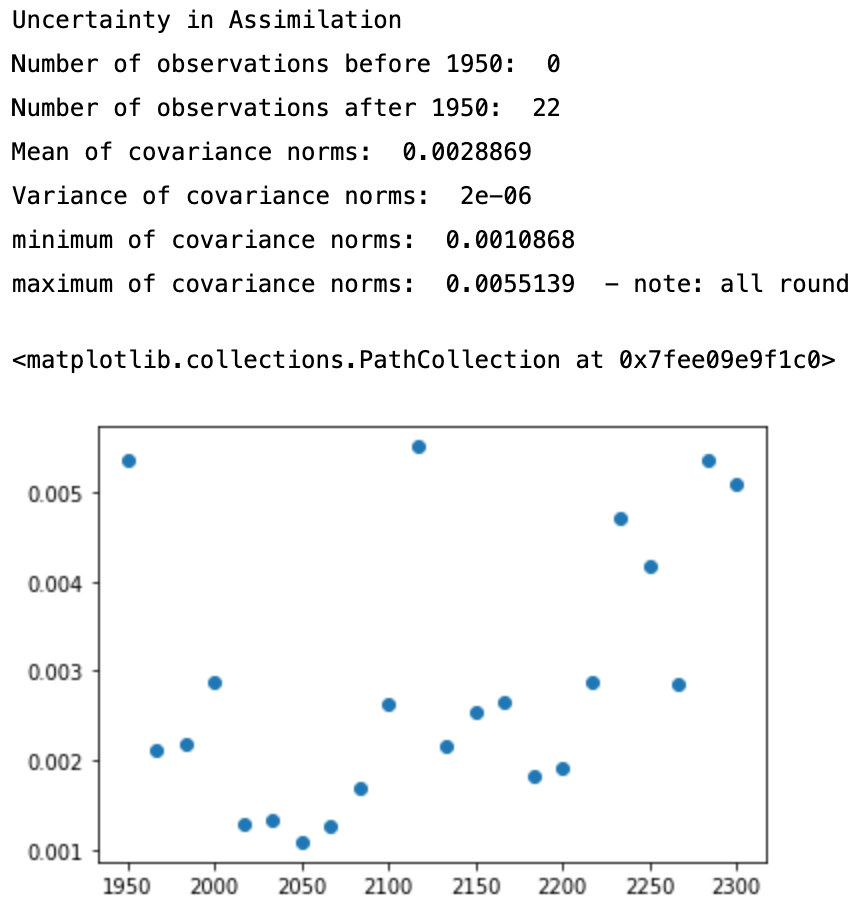 Uncertainty in Assimilation
Number of observations before 1950:  0
Number of observations after 1950:  22
Mean of covariance norms:  0.0028869
Variance of covariance norms:  2e-06
minimum of covariance norms:  0.0010868
maximum of covariance norms:  0.0055139  - note: all round
<matplotlib.collections.PathCollection at 0x7fee09e9f1c0>
0.005
0.004
0.003
0.002
0.001
1950 2000 2050 2100 2150 2200 2250 2300